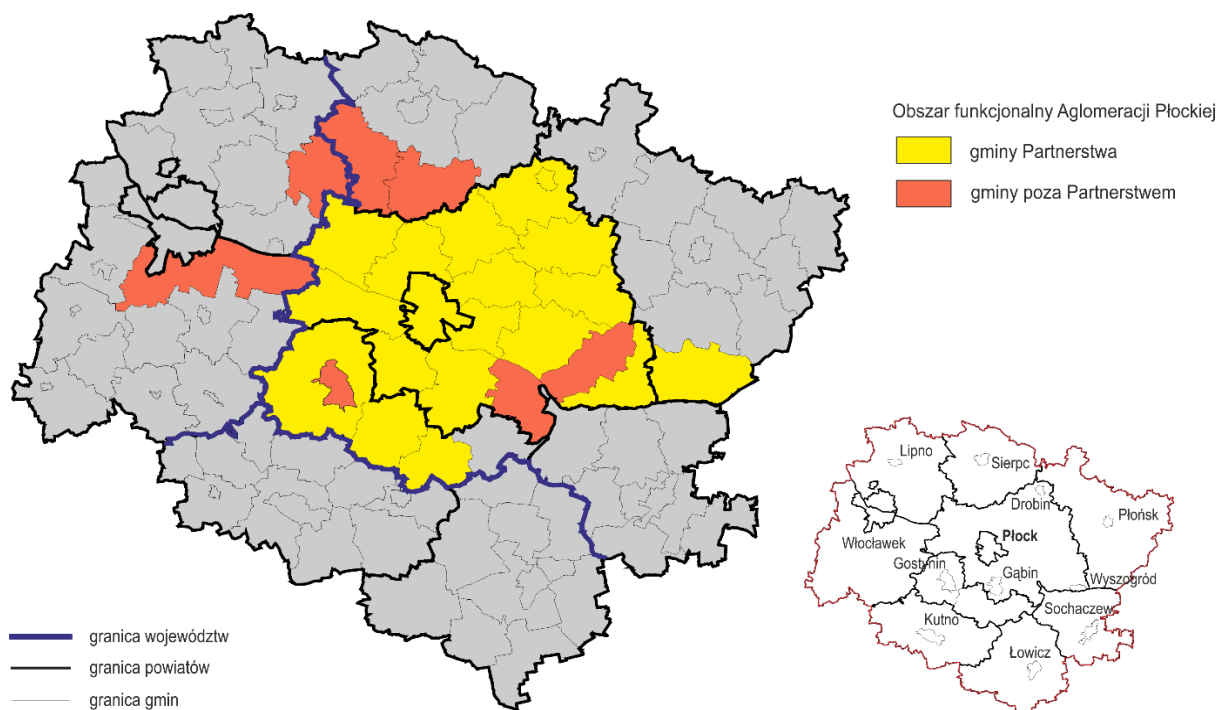 Obszar funkcjonalny Aglomeracji Płockiej
gminy Partnerstwa
gminy poza Partnerstwem
Lipno
Sierpc
Drobin
Płońsk
Płock
Włocławek
Gostynin
Gąbin
Wyszogród
Sochaczew
Kutno
Łowicz
granica województw
granica powiatów
granica gmin